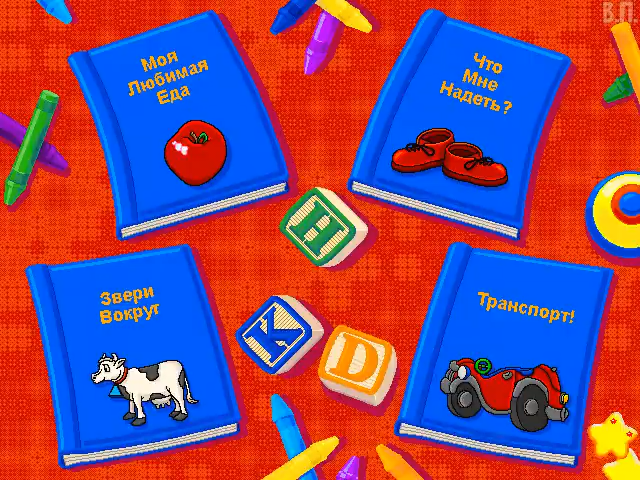 В.П.
Моя
Любимая
Еда
Что
Мне
Надеть?
H
K
D
Звери
Вокруг
Транспорт!